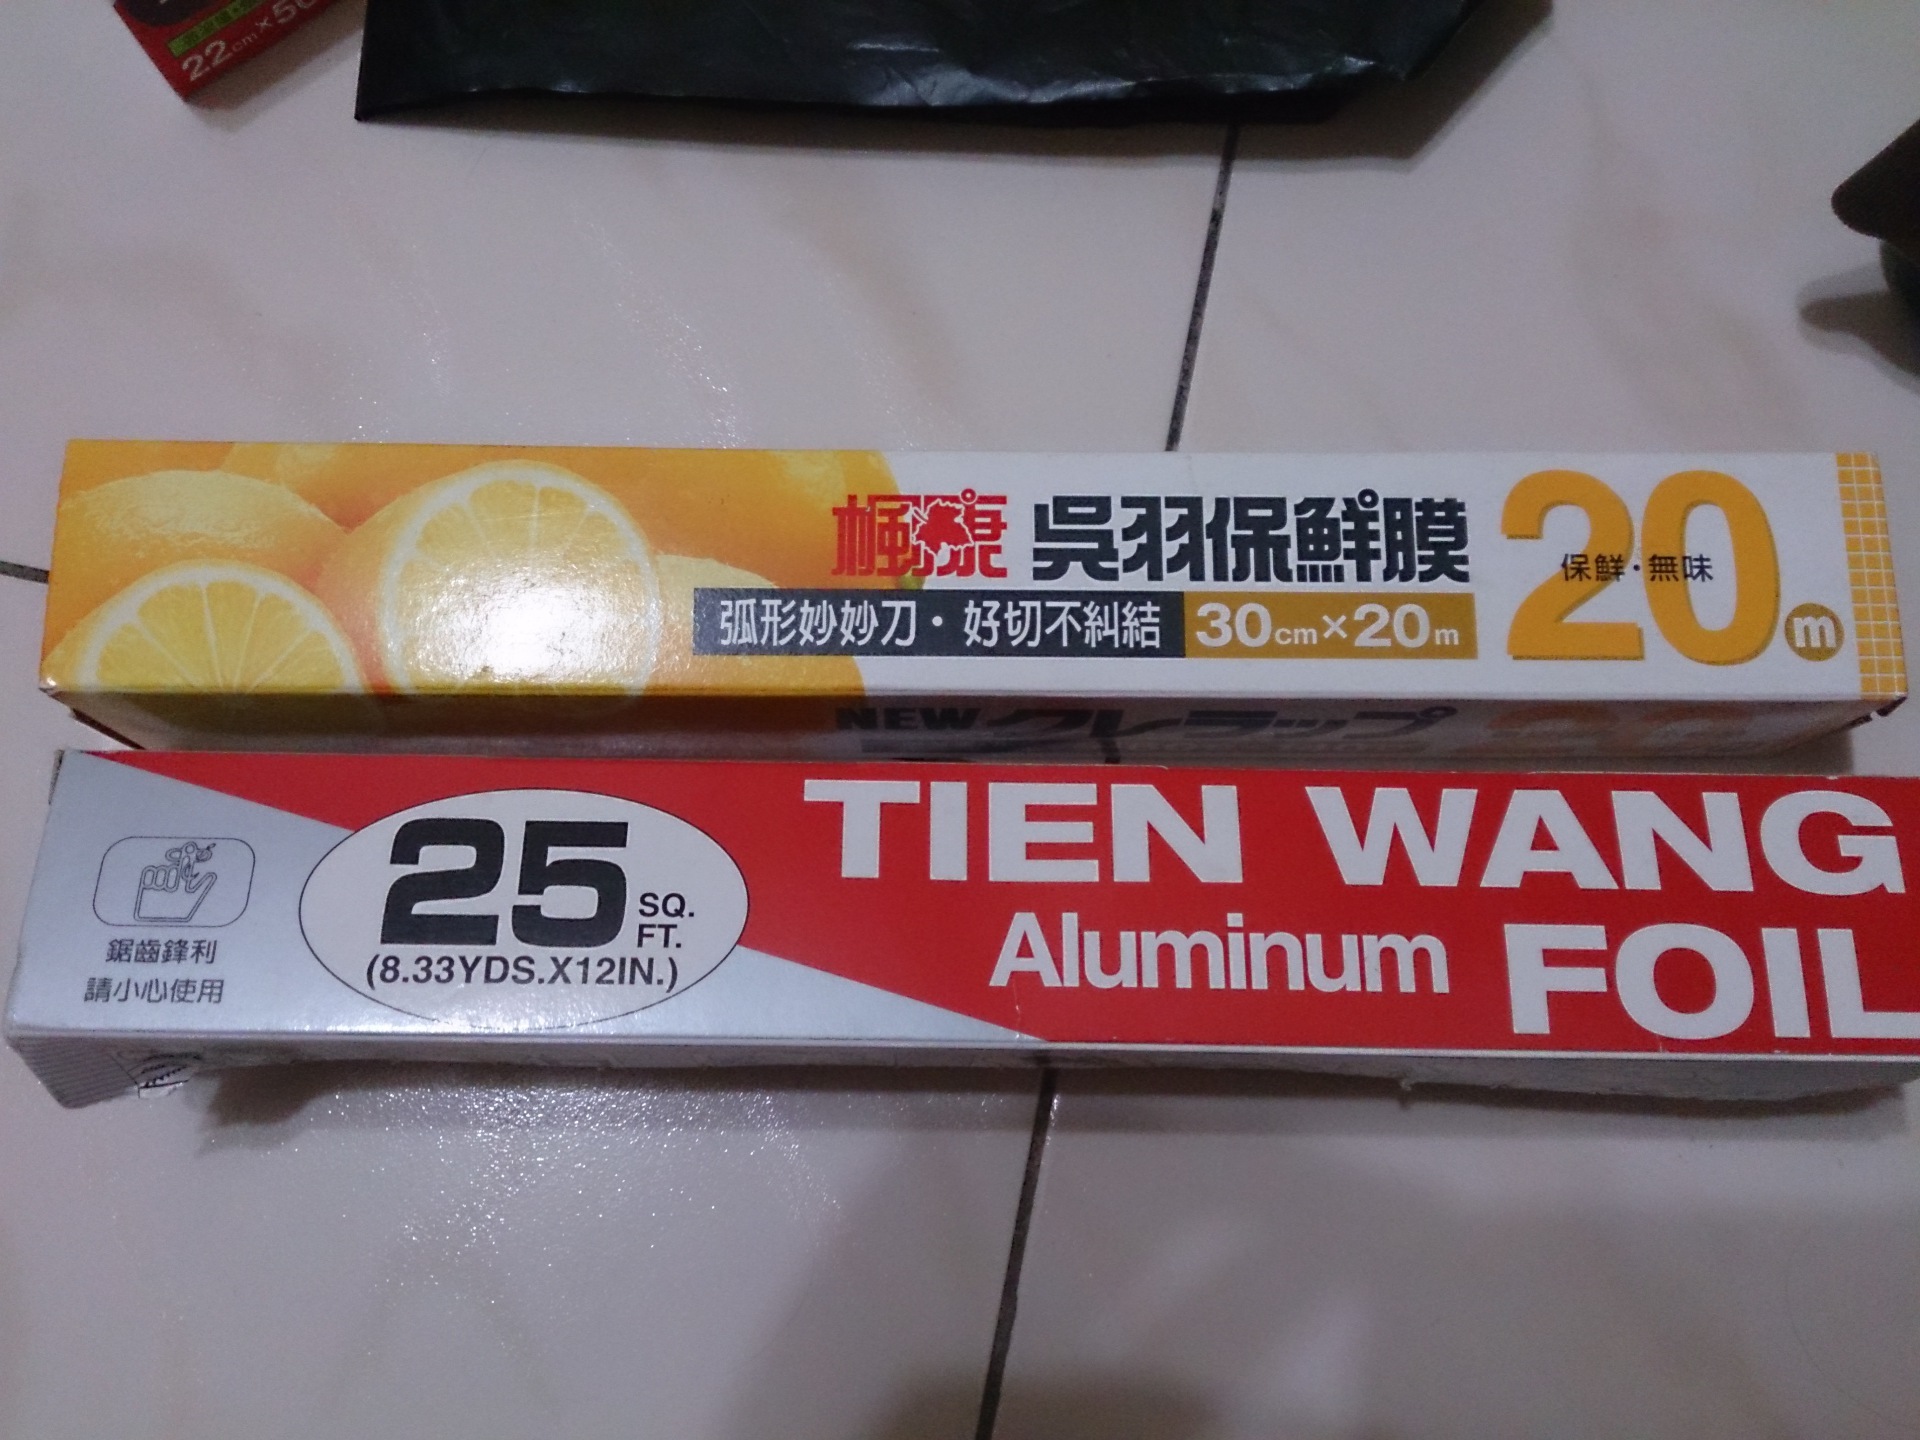 22cm×50
楓康 吳羽保鮮膜
弧形妙妙刀・好切不糾結 30cm×20m
20m
保鮮・無味
NEW クレラップ
25 SQ. FT.
(8.33YDS.X12IN.)
鋸齒鋒利
請小心使用
TIEN WANG
Aluminum FOIL